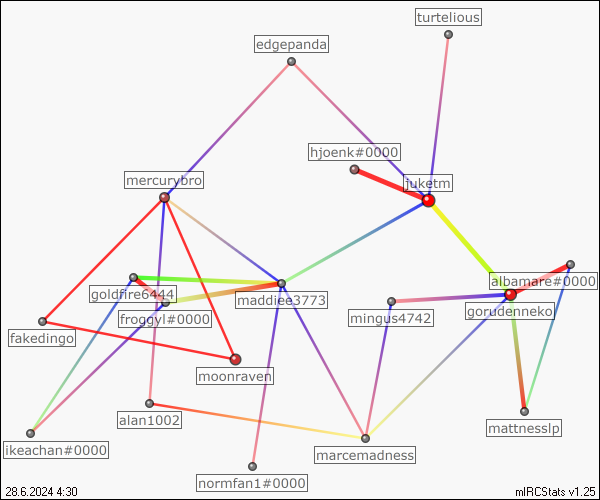 turtelious
edgepanda
hjoenk#0000
mercurybro
juketm
albamare#0000
goldfire6444
maddiee3773
gorudenneko
froggyl#0000
mingus4742
fakedingo
moonraven
alan1002
mattnesslp
ikeachan#0000
marcemadness
normfan1#0000
28.6.2024 4:30
mIRCStats v1.25